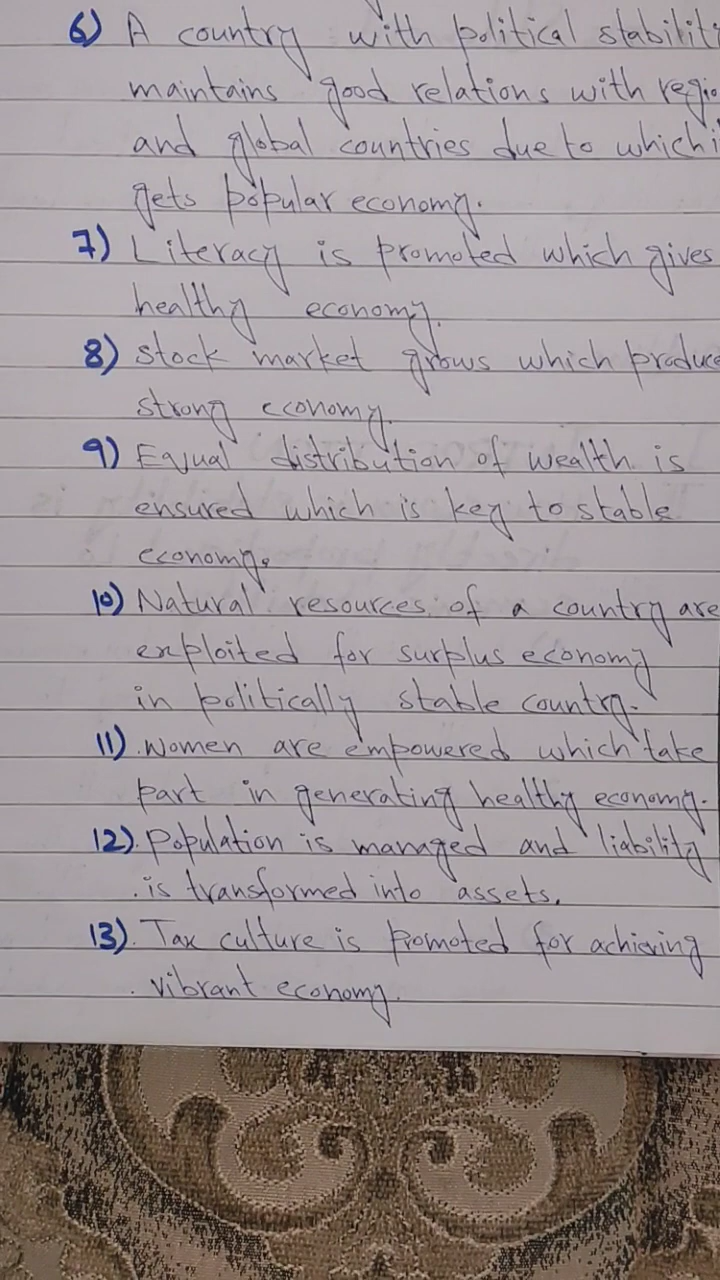 6) A country with political stabiliti
maintains good relations with regio
and global countries due to which i
gets popular economy.
7) Literacy is promoted which gives
healthy economy.
8) Stock market grows which produce
strong economy.
9) Equal distribution of wealth is
ensured which is key to stable
economy.
10) Natural resources of a country are
exploited for surplus economy
in politically stable country.
11) Women are empowered which take
part in generating healthy economy.
12) Population is managed and liability
is transformed into assets.
13) Tax culture is promoted for achieving
vibrant economy.